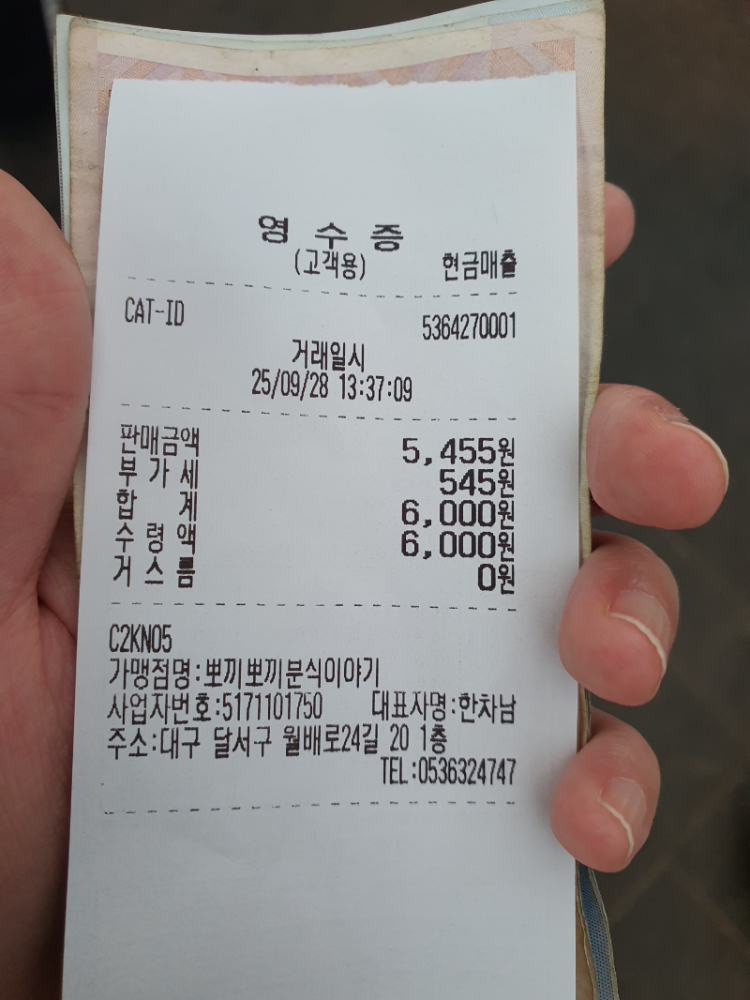 영 수 증
(고객용) 현금매출
CAT-ID 5364270001
거래일시
25/09/28 13:37:09
판매금액 5,455원
부 가 세 545원
합 계 6,000원
수 령 액 6,000원
거 스 름 0원
C2KN05
가맹점명:뽀끼뽀끼분식이야기
사업자번호:5171101750 대표자명:한차남
주소:대구 달서구 월배로24길 20 1층
TEL:0536324747